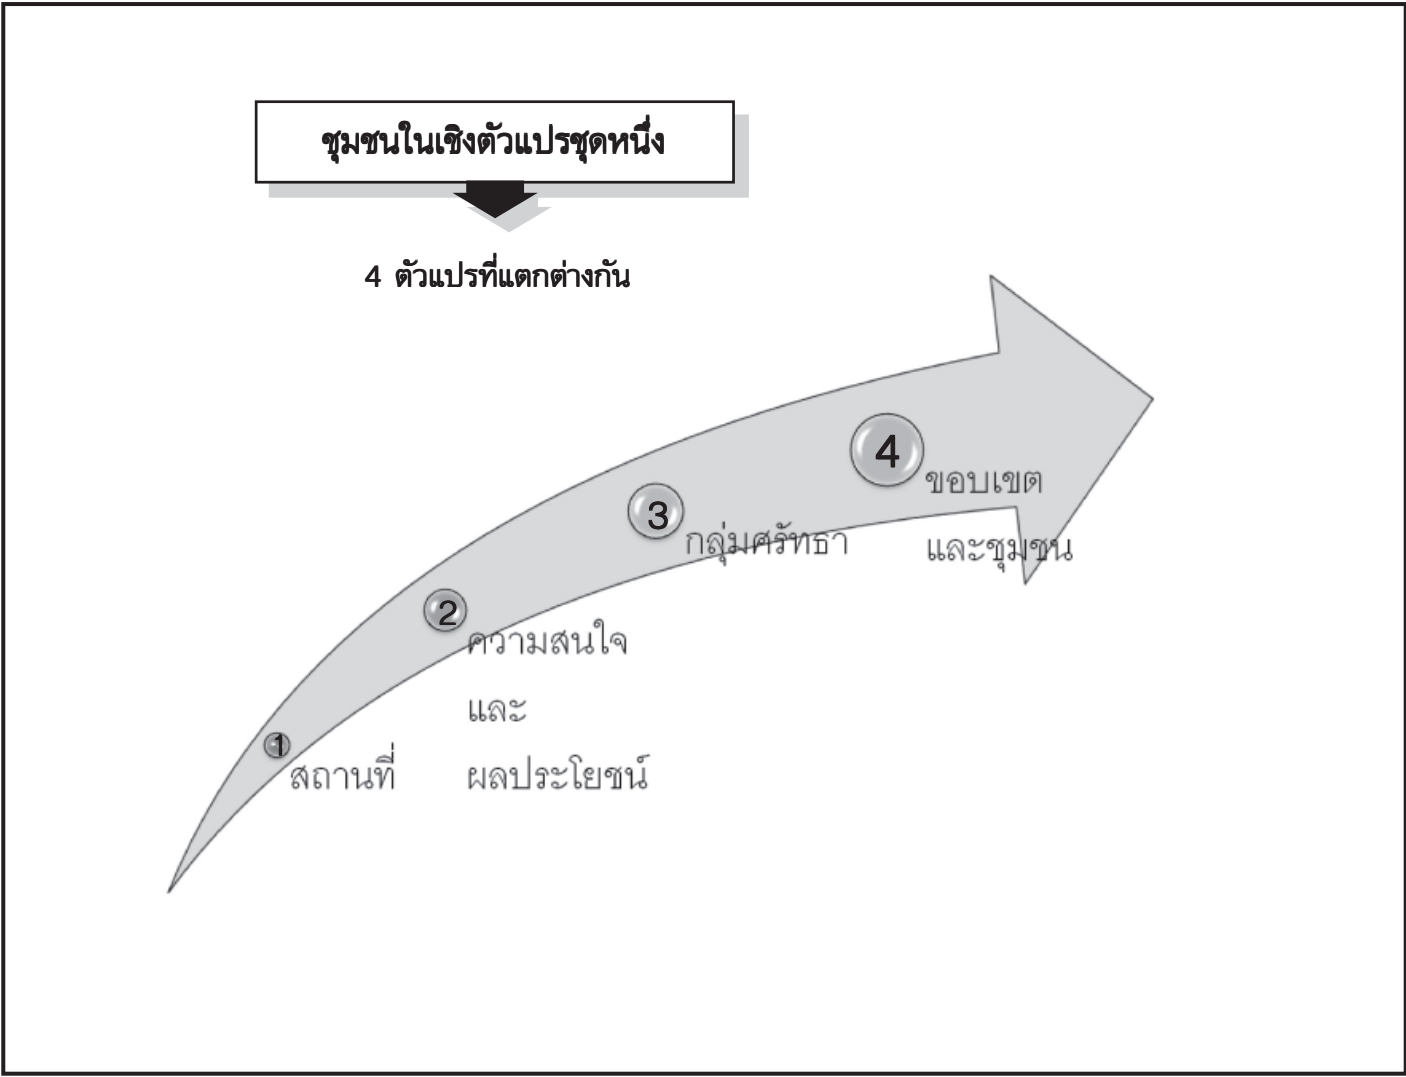 ชุมชนในเชิงตัวแปรชุดหนึ่ง
4 ตัวแปรที่แตกต่างกัน
1
สถานที่
2
ความสนใจ
และ
ผลประโยชน์
3
กลุ่มศรัทธา
4
ขอบเขต
และชุมชน